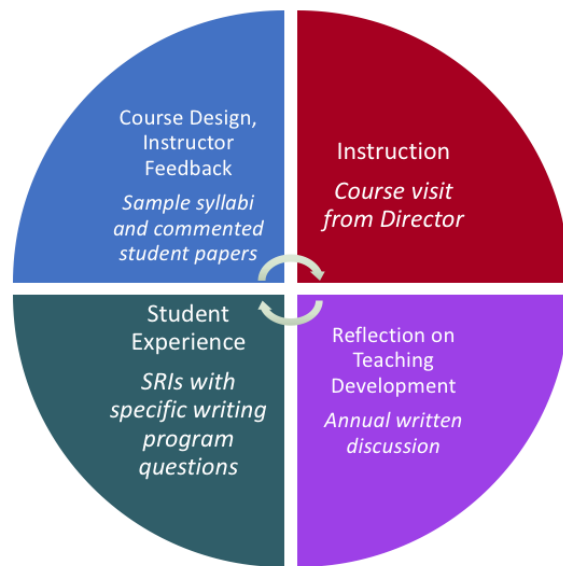 Course Design,
Instructor
Feedback
Sample syllabi
and commented
student papers
Instruction
Course visit
from Director
Student
Experience
SRIs with
specific writing
program
questions
Reflection on
Teaching
Development
Annual written
discussion